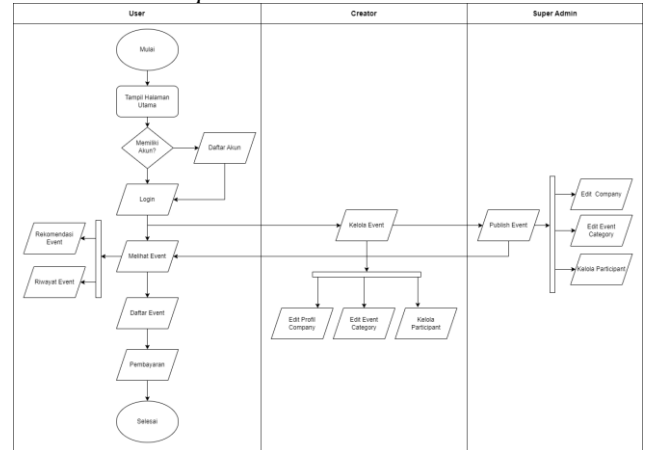 User
Creator
Super Admin
Mulai
Tampil Halaman
Utama
Memiliki
Akun?
Daftar Akun
Login
Kelola Event
Publish Event
Edit Company
Edit Event
Category
Kelola Participant
Rekomendasi
Event
Melihat Event
Riwayat Event
Daftar Event
Edit Profil
Company
Edit Event
Category
Kelola
Participant
Pembayaran
Selesai